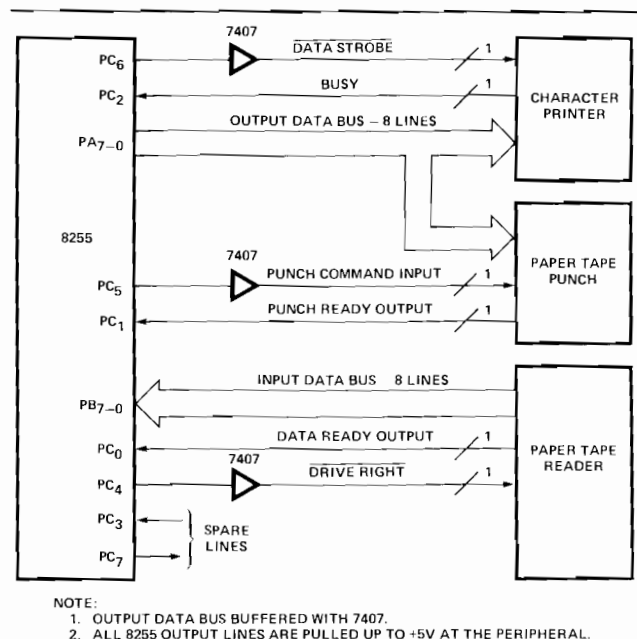 7407
PC6
DATA STROBE
1
PC2
BUSY
1
CHARACTER
PRINTER
PA7–0
OUTPUT DATA BUS – 8 LINES
8255
7407
PC5
PUNCH COMMAND INPUT
1
PC1
PUNCH READY OUTPUT
1
PAPER TAPE
PUNCH
PB7–0
INPUT DATA BUS 8 LINES
PC0
DATA READY OUTPUT
1
7407
PC4
DRIVE RIGHT
1
PAPER TAPE
READER
PC3
PC7
SPARE
LINES
NOTE:
1. OUTPUT DATA BUS BUFFERED WITH 7407.
2. ALL 8255 OUTPUT LINES ARE PULLED UP TO +5V AT THE PERIPHERAL.